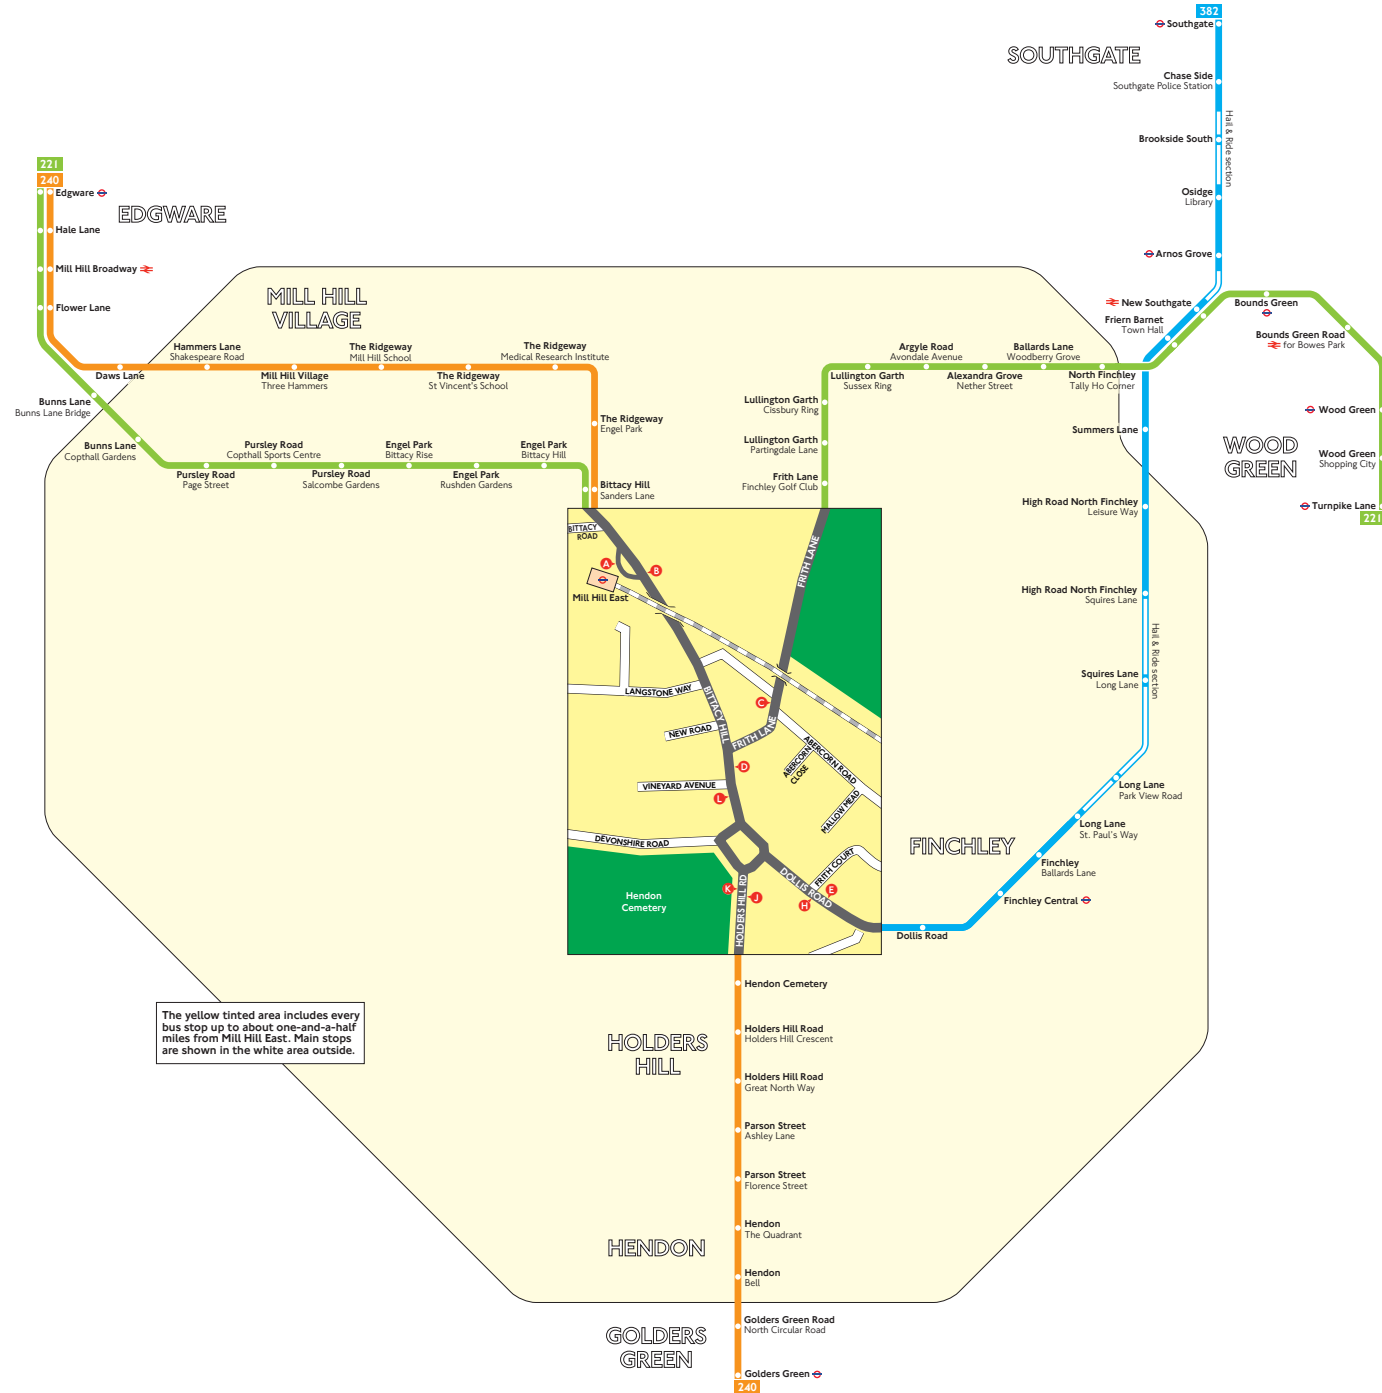 382
Southgate
SOUTHGATE
Chase Side
Southgate Police Station
Hail & Ride section
Brookside South
Osidge
Library
Arnos Grove
221
240
Edgware
EDGWARE
Hale Lane
Mill Hill Broadway
Flower Lane
MILL HILL
VILLAGE
New Southgate
Friern Barnet
Town Hall
Bounds Green
Bounds Green Road
for Bowes Park
Hammers Lane
Shakespeare Road
The Ridgeway
Mill Hill School
The Ridgeway
Medical Research Institute
Daws Lane
Mill Hill Village
Three Hammers
The Ridgeway
St Vincent's School
Argyle Road
Avondale Avenue
Ballards Lane
Woodberry Grove
Lullington Garth
Sussex Ring
Alexandra Grove
Nether Street
North Finchley
Tally Ho Corner
Bunns Lane
Bunns Lane Bridge
Lullington Garth
Cissbury Ring
Wood Green
The Ridgeway
Engel Park
Summers Lane
Bunns Lane
Copthall Gardens
Pursley Road
Copthall Sports Centre
Engel Park
Bittacy Rise
Engel Park
Bittacy Hill
Lullington Garth
Partingdale Lane
WOOD
GREEN
Wood Green
Shopping City
Pursley Road
Page Street
Pursley Road
Salcombe Gardens
Engel Park
Rushden Gardens
Bittacy Hill
Sanders Lane
Frith Lane
Finchley Golf Club
High Road North Finchley
Leisure Way
Turnpike Lane
221
BITTACY
ROAD
FRITH LANE
A
B
Mill Hill East
High Road North Finchley
Squires Lane
Hail & Ride section
Squires Lane
Long Lane
LANGSTONE WAY
BITTACY HILL
C
NEW ROAD
FRITH LANE
ABERCORN ROAD
ABERCORN
CLOSE
D
VINEYARD AVENUE
L
MALLOW MEAD
Long Lane
Park View Road
Long Lane
St. Paul's Way
DEVONSHIRE ROAD
FINCHLEY
Finchley
Ballards Lane
FRITH COURT
DOLLIS ROAD
Hendon
Cemetery
K
J
E
H
HOLDERS HILL RD
Finchley Central
Dollis Road
Hendon Cemetery
The yellow tinted area includes every
bus stop up to about one-and-a-half
miles from Mill Hill East. Main stops
are shown in the white area outside.
HOLDERS
HILL
Holders Hill Road
Holders Hill Crescent
Holders Hill Road
Great North Way
Parson Street
Ashley Lane
Parson Street
Florence Street
HENDON
Hendon
The Quadrant
Hendon
Bell
GOLDERS
GREEN
Golders Green Road
North Circular Road
Golders Green
240